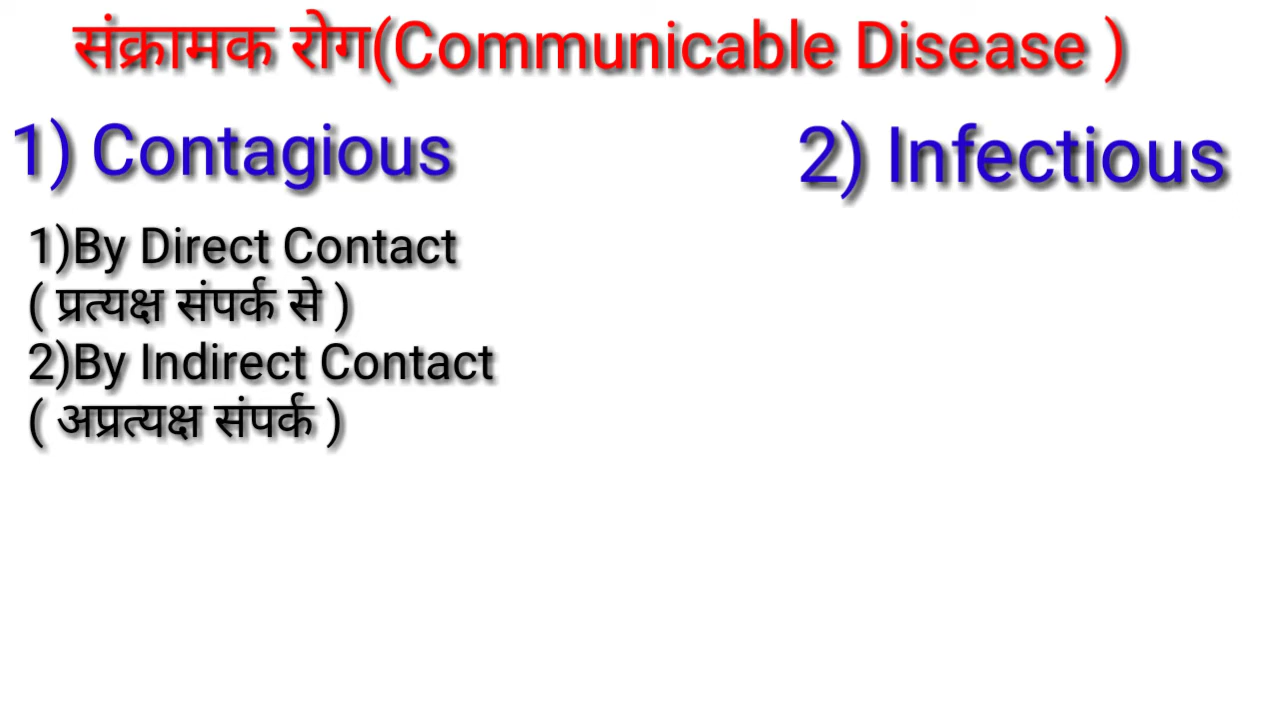 संक्रामक रोग(Communicable Disease )
1) Contagious
2) Infectious
1)By Direct Contact
( प्रत्यक्ष संपर्क से )
2)By Indirect Contact
( अप्रत्यक्ष संपर्क )